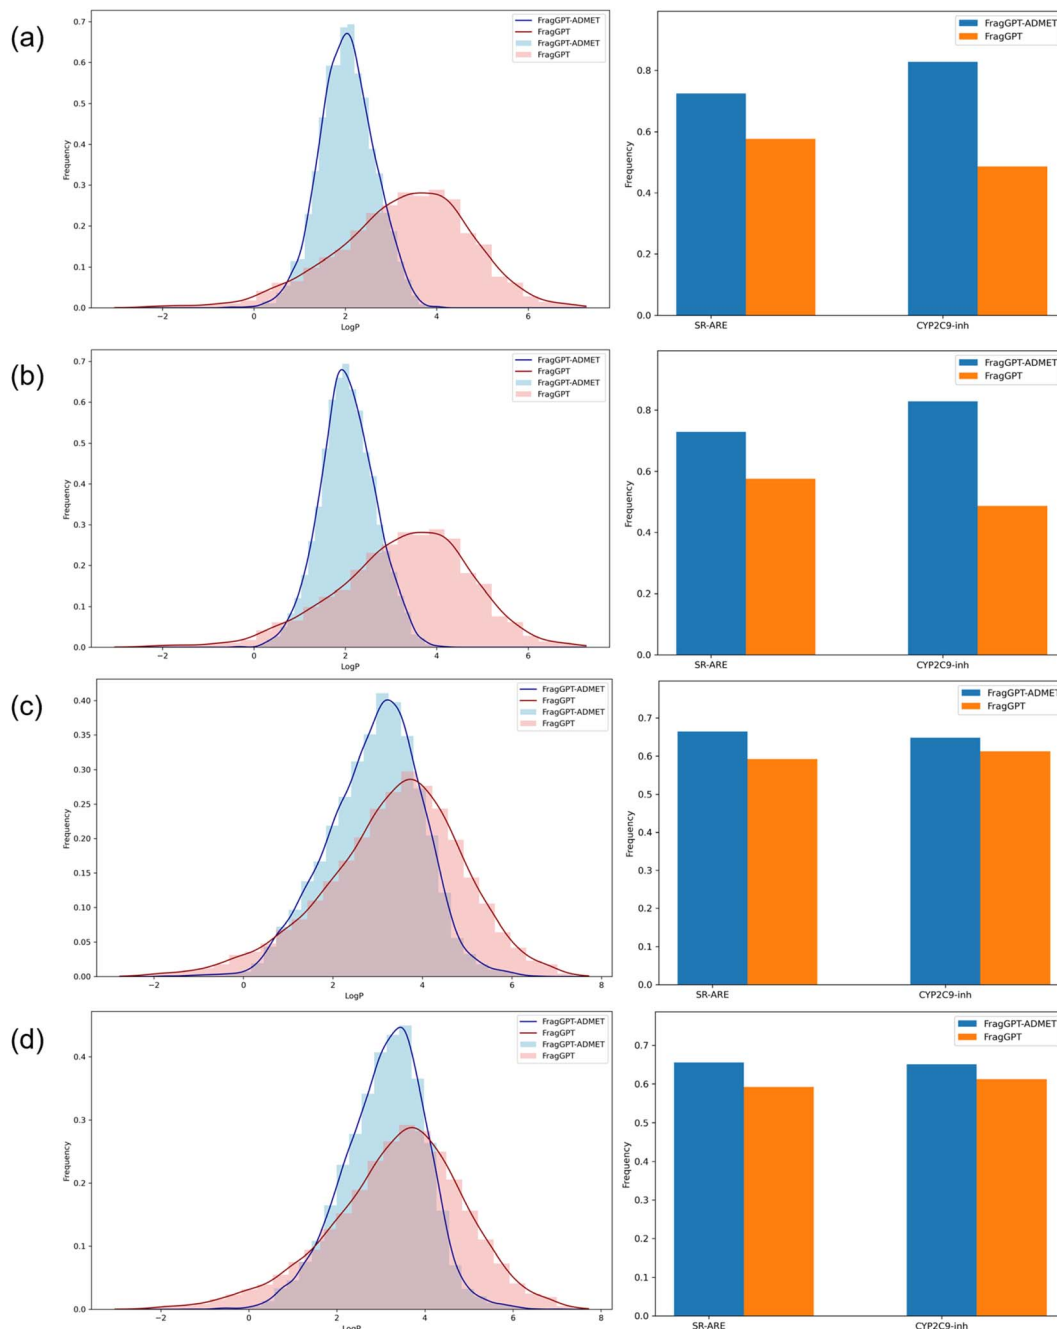 (a)
FragGPT-ADMET
FragGPT
FragGPT-ADMET
FragGPT
0.7
0.6
0.5
0.4
0.3
0.2
0.1
0.0
Frequency
−2 0 2 4 6
LogP
FragGPT-ADMET
FragGPT
0.8
0.6
0.4
0.2
0.0
Frequency
SR-ARE CYP2C9-inh
(b)
FragGPT-ADMET
FragGPT
FragGPT-ADMET
FragGPT
0.7
0.6
0.5
0.4
0.3
0.2
0.1
0.0
Frequency
−2 0 2 4 6
LogP
FragGPT-ADMET
FragGPT
0.8
0.6
0.4
0.2
0.0
Frequency
SR-ARE CYP2C9-inh
(c)
FragGPT-ADMET
FragGPT
FragGPT-ADMET
FragGPT
0.40
0.35
0.30
0.25
0.20
0.15
0.10
0.05
0.00
Frequency
−2 0 2 4 6 8
LogP
FragGPT-ADMET
FragGPT
0.7
0.6
0.5
0.4
0.3
0.2
0.1
0.0
Frequency
SR-ARE CYP2C9-inh
(d)
FragGPT-ADMET
FragGPT
FragGPT-ADMET
FragGPT
0.4
0.3
0.2
0.1
0.0
Frequency
−2 0 2 4 6 8
LogP
FragGPT-ADMET
FragGPT
0.7
0.6
0.5
0.4
0.3
0.2
0.1
0.0
Frequency
SR-ARE CYP2C9-inh